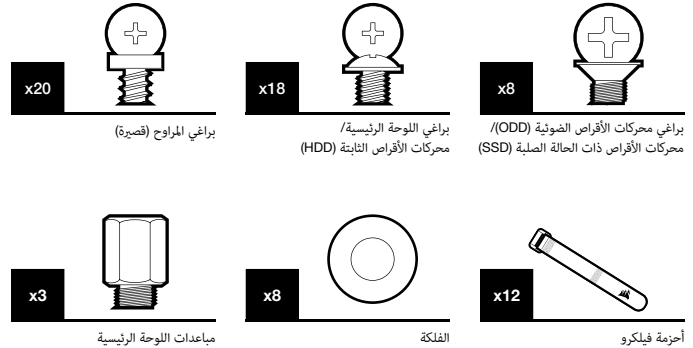 x8
براغي محركات الأقراص الضوئية (ODD)/
محركات الأقراص ذات الحالة الصلبة (SSD)
x18
براغي اللوحة الرئيسية/
محركات الأقراص الثابتة (HDD)
x20
براغي المراوح (قصيرة)
x12
أحزمة فيلكرو
x8
الفلكة
x3
مباعدات اللوحة الرئيسية